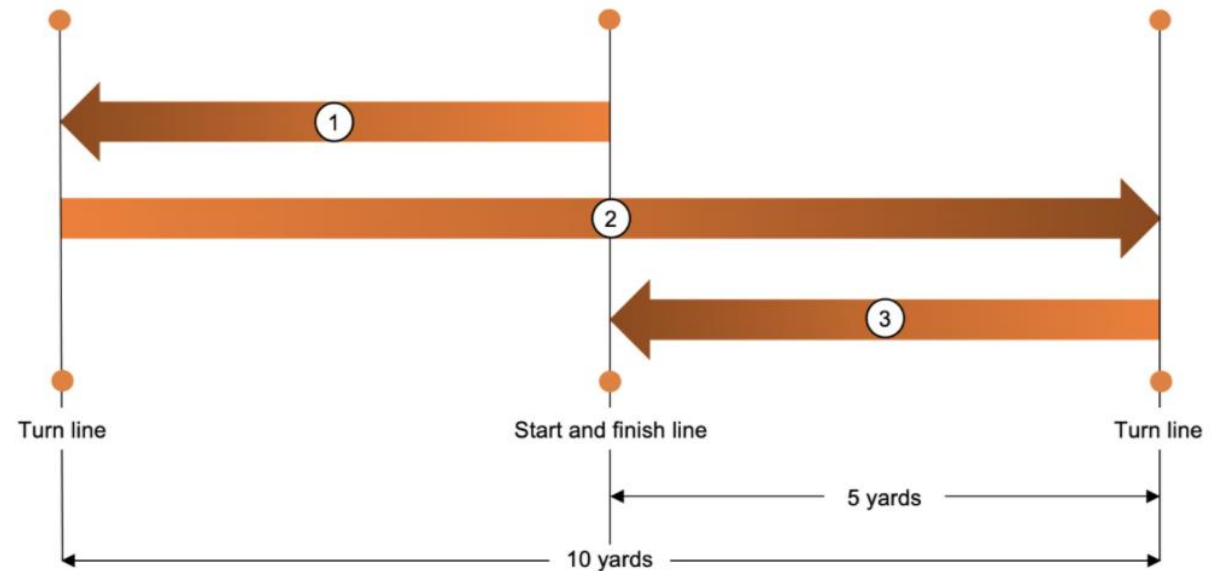 1
2
3
Turn line
Start and finish line
Turn line
5 yards
10 yards